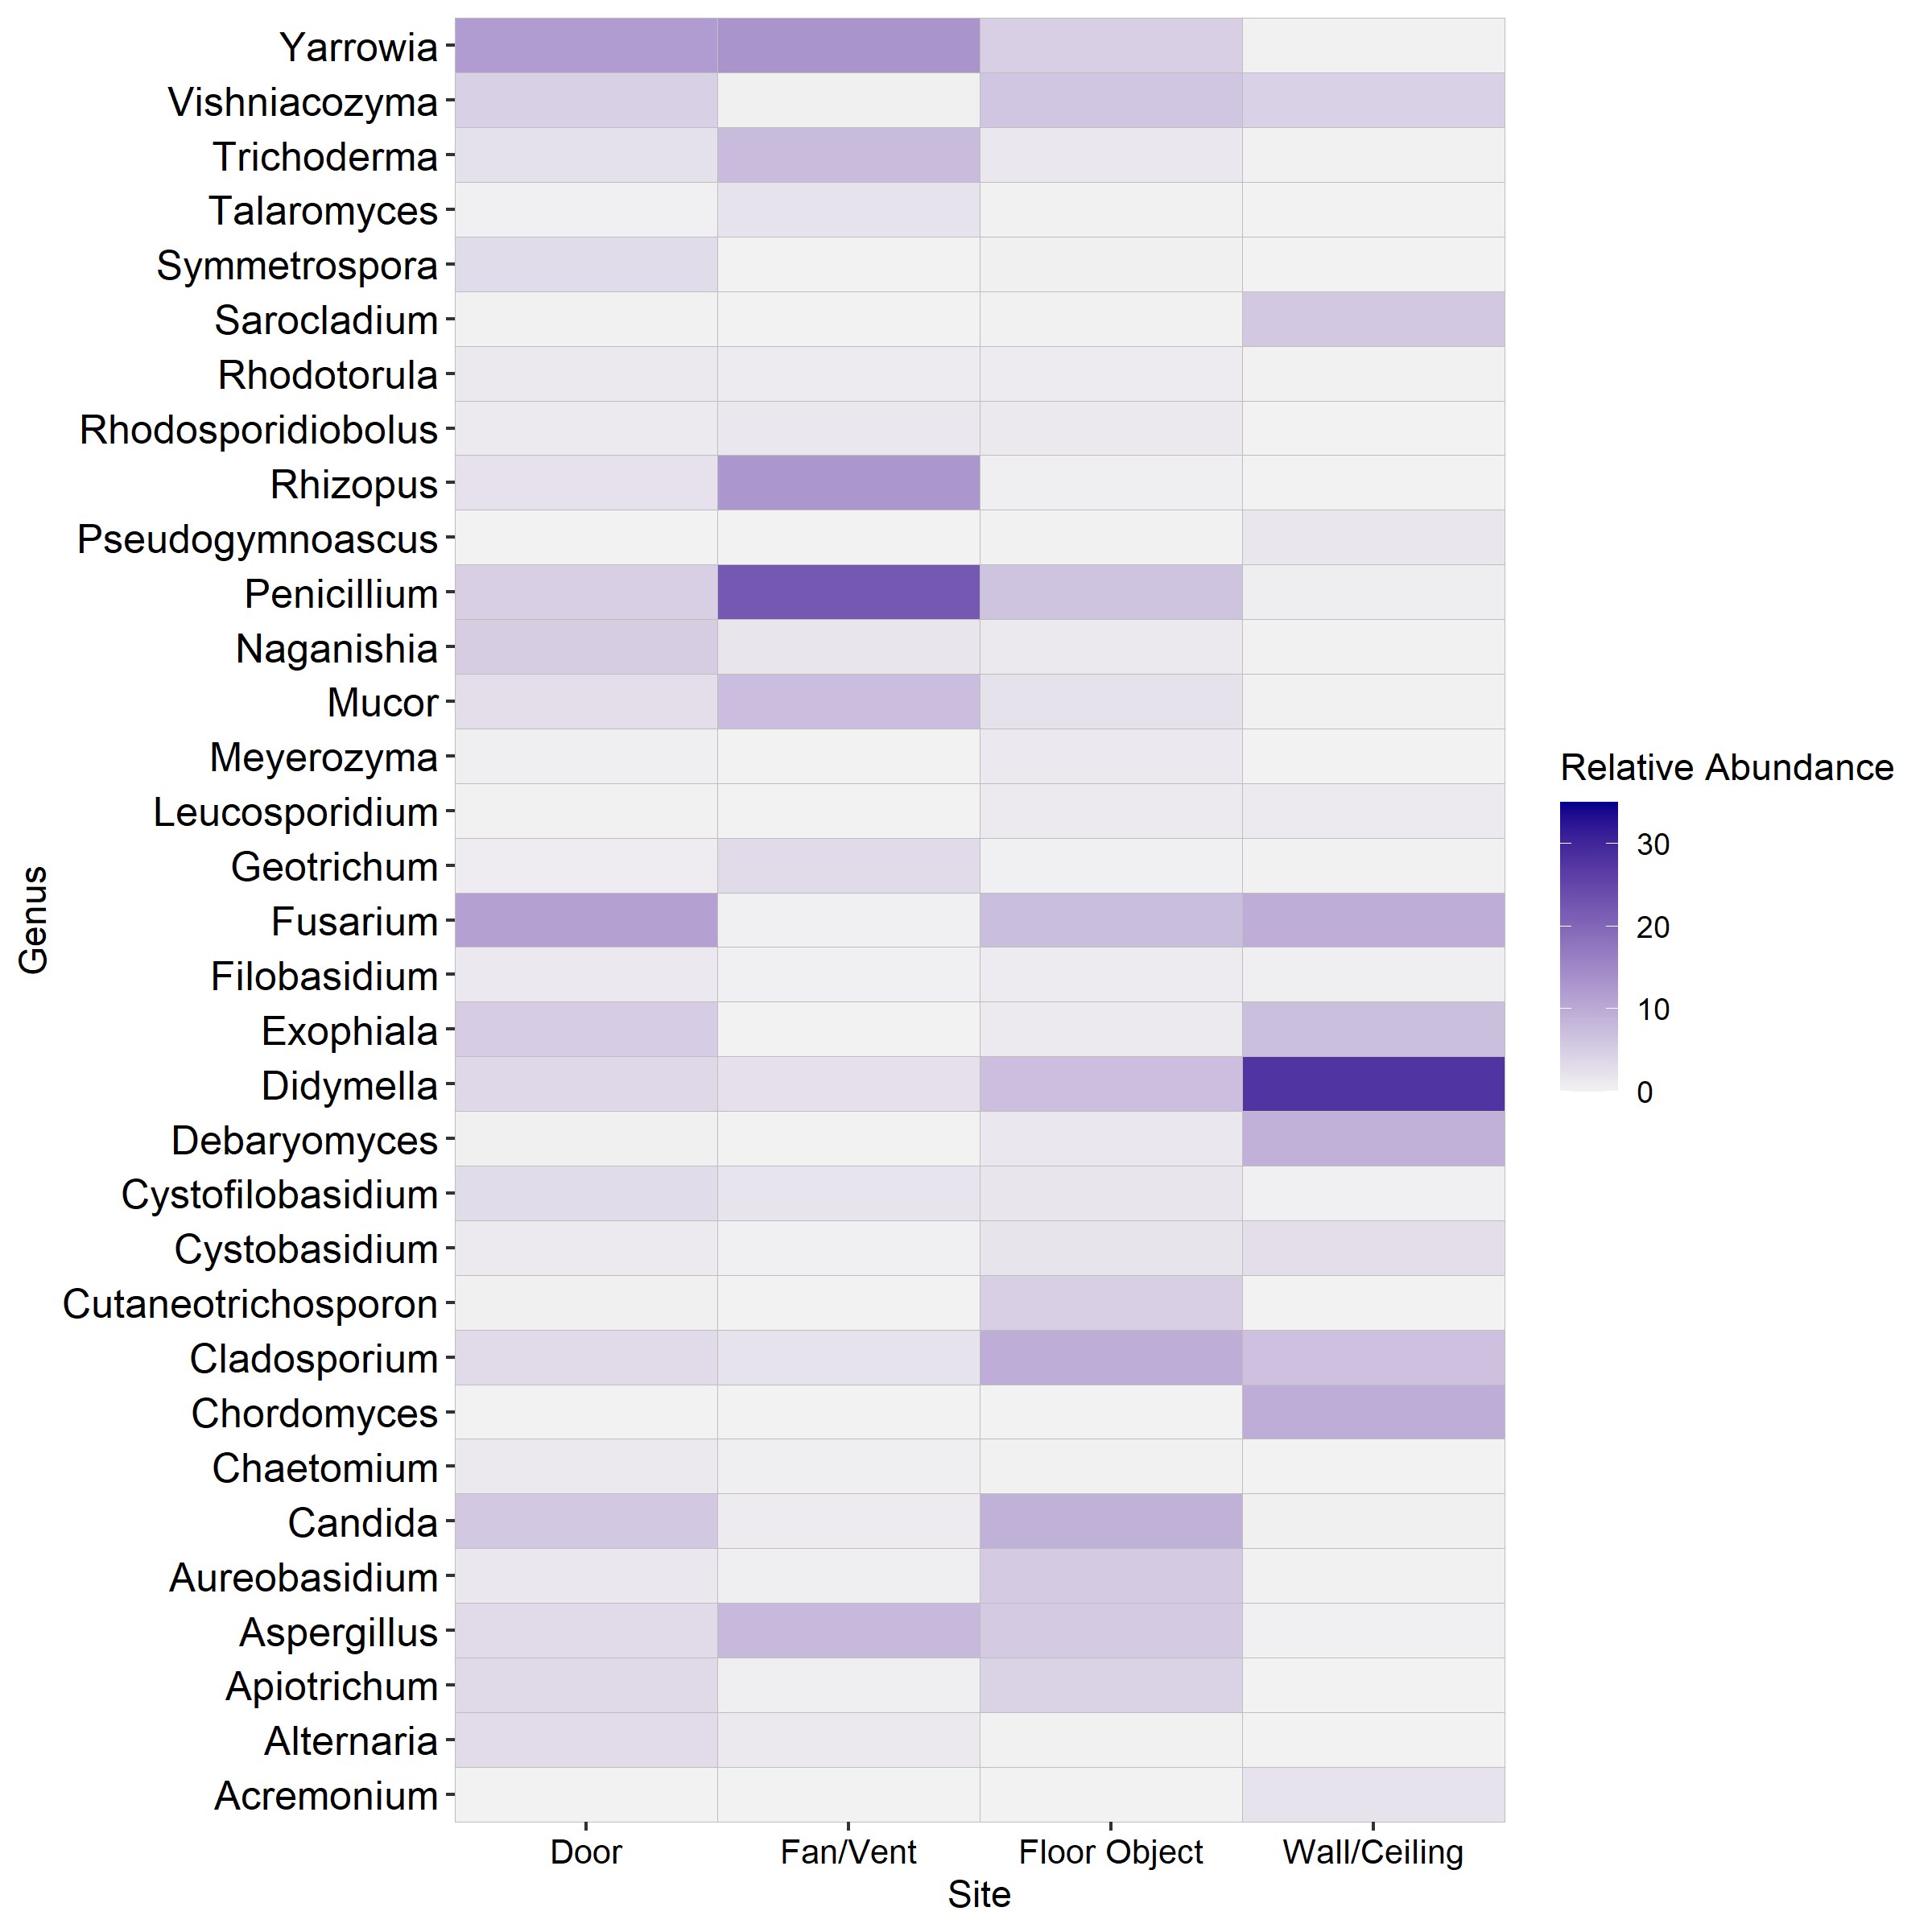 Yarrowia
Vishniacozyma
Trichoderma
Talaromyces
Symmetrospora
Sarocladium
Rhodotorula
Rhodosporidiobolus
Rhizopus
Pseudogymnoascus
Penicillium
Naganishia
Mucor
Meyerozyma
Leucosporidium
Geotrichum
Fusarium
Filobasidium
Exophiala
Didymella
Debaryomyces
Cystofilobasidium
Cystobasidium
Cutaneotrichosporon
Cladosporium
Chordomyces
Chaetomium
Candida
Aureobasidium
Aspergillus
Apiotrichum
Alternaria
Acremonium
Genus
Door
Fan/Vent
Floor Object
Wall/Ceiling
Site
Relative Abundance
30
20
10
0